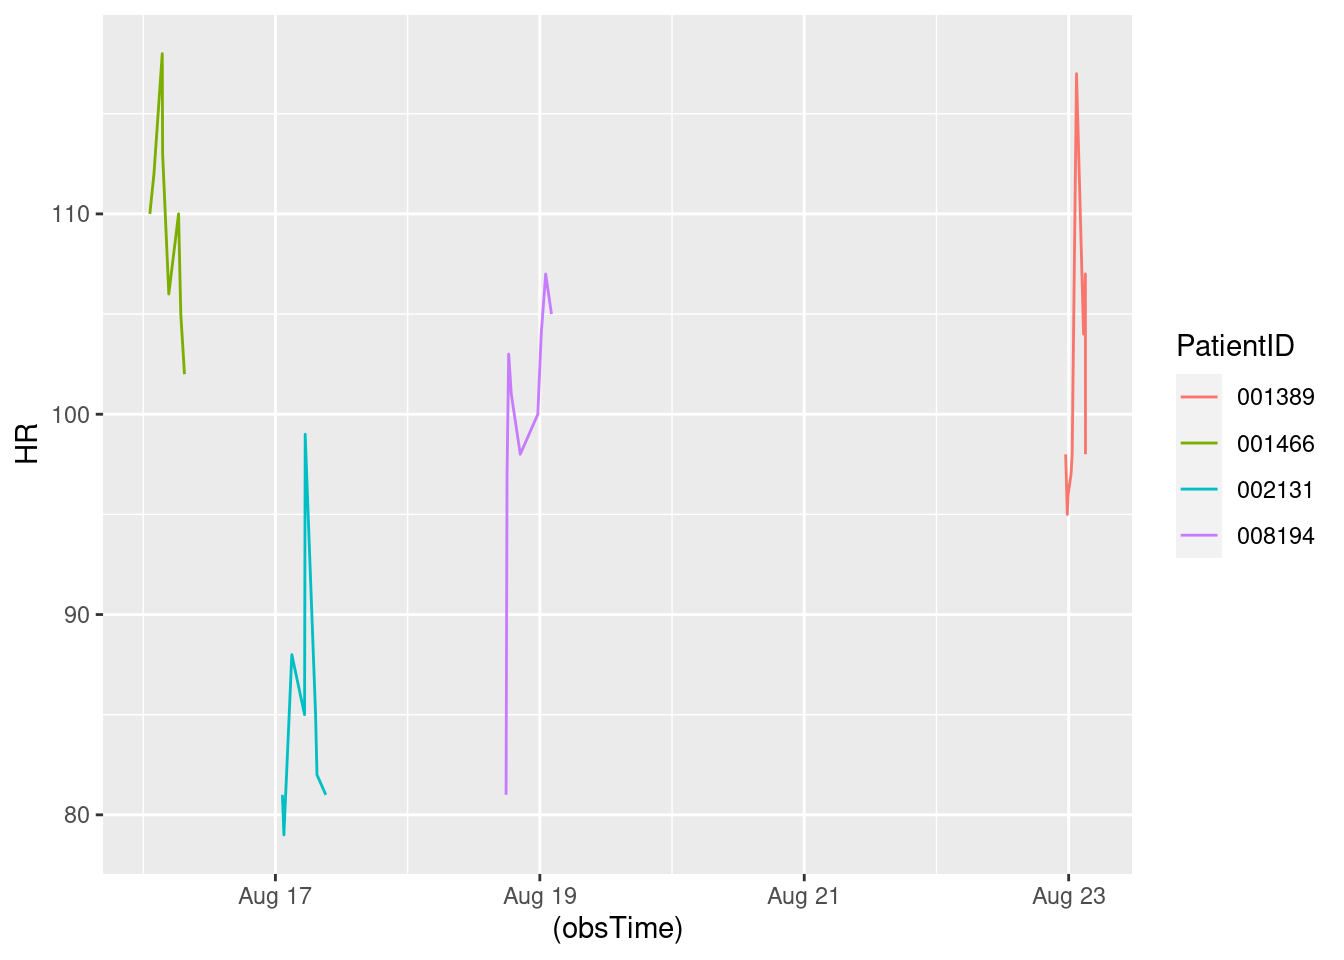 110
100
90
80
HR
Aug 17
Aug 19
Aug 21
Aug 23
(obsTime)
PatientID
001389
001466
002131
008194